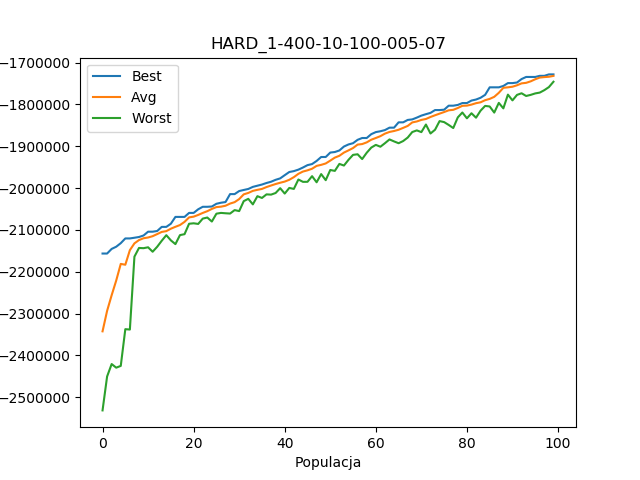 HARD_1-400-10-100-005-07
−1700000
−1800000
−1900000
−2000000
−2100000
−2200000
−2300000
−2400000
−2500000
Best
Avg
Worst
0 20 40 60 80 100
Populacja